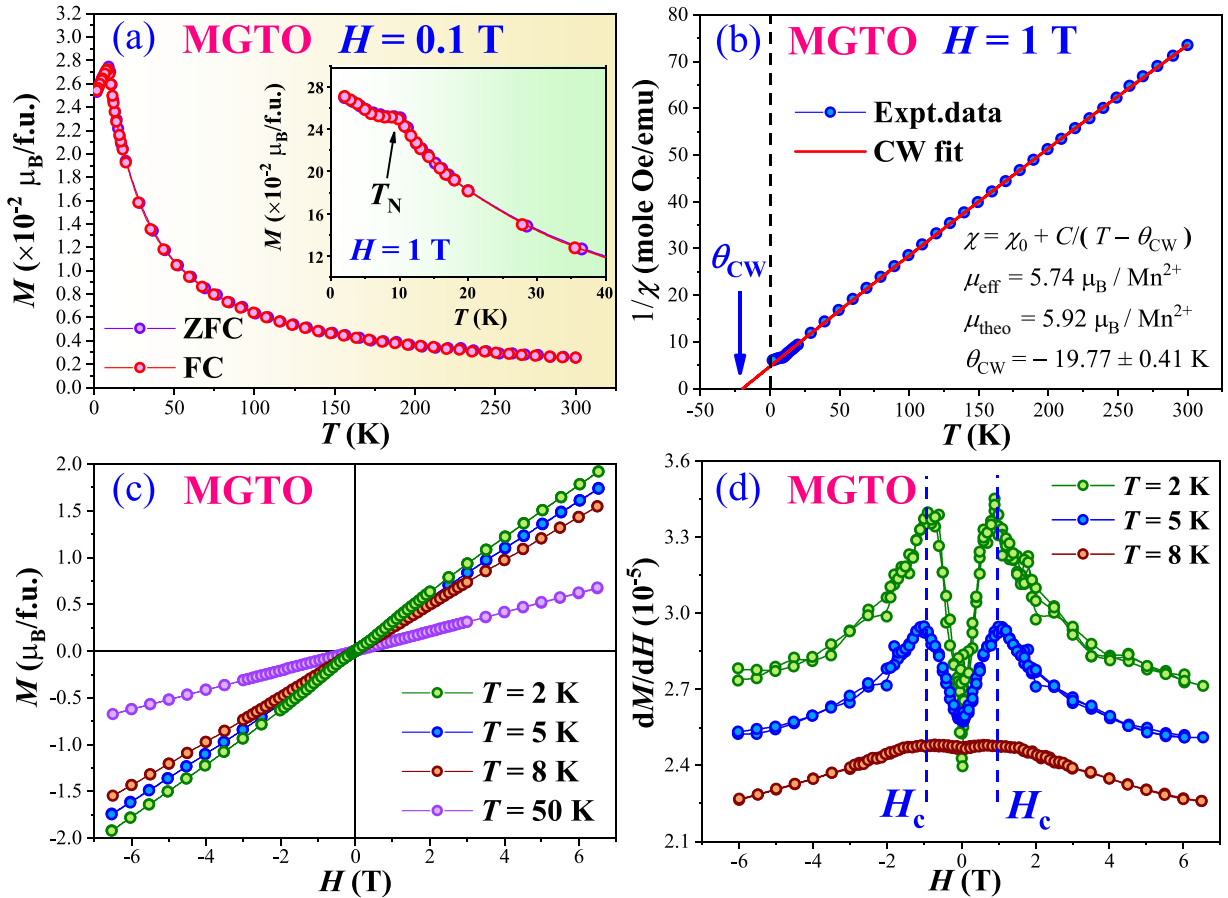 (a) MGTO H = 0.1 T
M (×10⁻² μB/f.u.)
3.2
3.0
2.8
2.6
2.4
2.2
2.0
1.8
1.6
1.4
1.2
1.0
0.8
0.6
0.4
0.2
0.0
ZFC
FC
0 50 100 150 200 250 300
T (K)
M (×10⁻² μB/f.u.)
28
24
20
16
12
TN
H = 1 T
0 10 20 30 40
T (K)
(b) MGTO H = 1 T
1/χ (mole Oe/emu)
80
70
60
50
40
30
20
10
0
Expt.data
CW fit
θCW
χ = χ0 + C/( T − θCW)
μeff = 5.74 μB / Mn²⁺
μtheo = 5.92 μB / Mn²⁺
θCW = − 19.77 ± 0.41 K
-50 0 50 100 150 200 250 300
T (K)
(c) MGTO
M (μB/f.u.)
2.0
1.5
1.0
0.5
0.0
-0.5
-1.0
-1.5
-2.0
T = 2 K
T = 5 K
T = 8 K
T = 50 K
-6 -4 -2 0 2 4 6
H (T)
(d) MGTO
dM/dH (10⁻⁵)
3.6
3.3
3.0
2.7
2.4
2.1
T = 2 K
T = 5 K
T = 8 K
Hc Hc
-6 -4 -2 0 2 4 6
H (T)